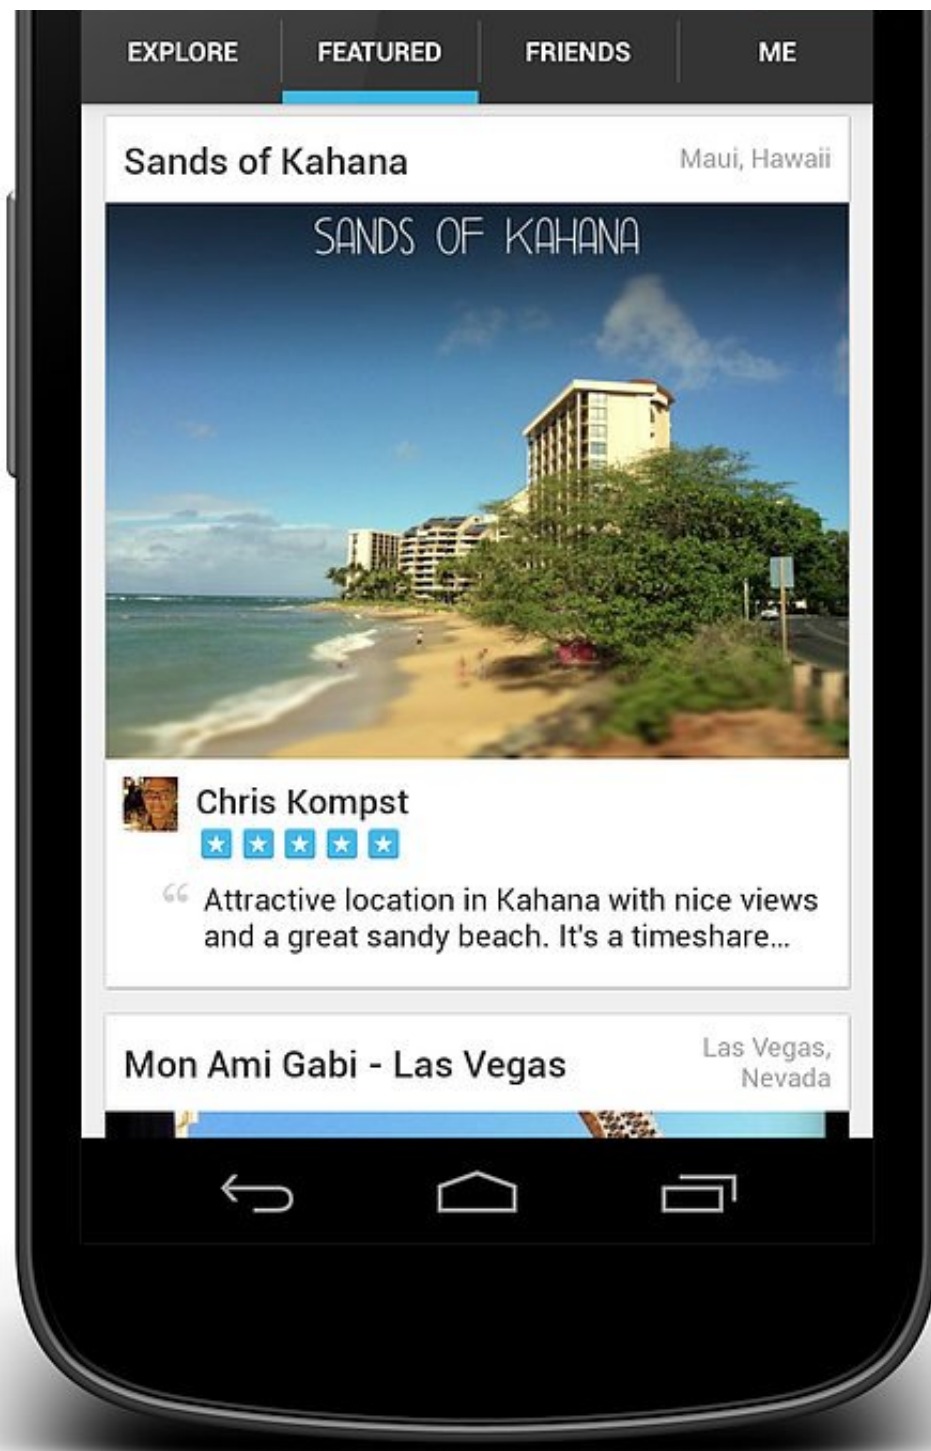 EXPLORE FEATURED FRIENDS ME
Sands of Kahana Maui, Hawaii
SANDS OF KAHANA
Chris Kompst
“ Attractive location in Kahana with nice views
and a great sandy beach. It's a timeshare...
Mon Ami Gabi - Las Vegas Las Vegas,
Nevada